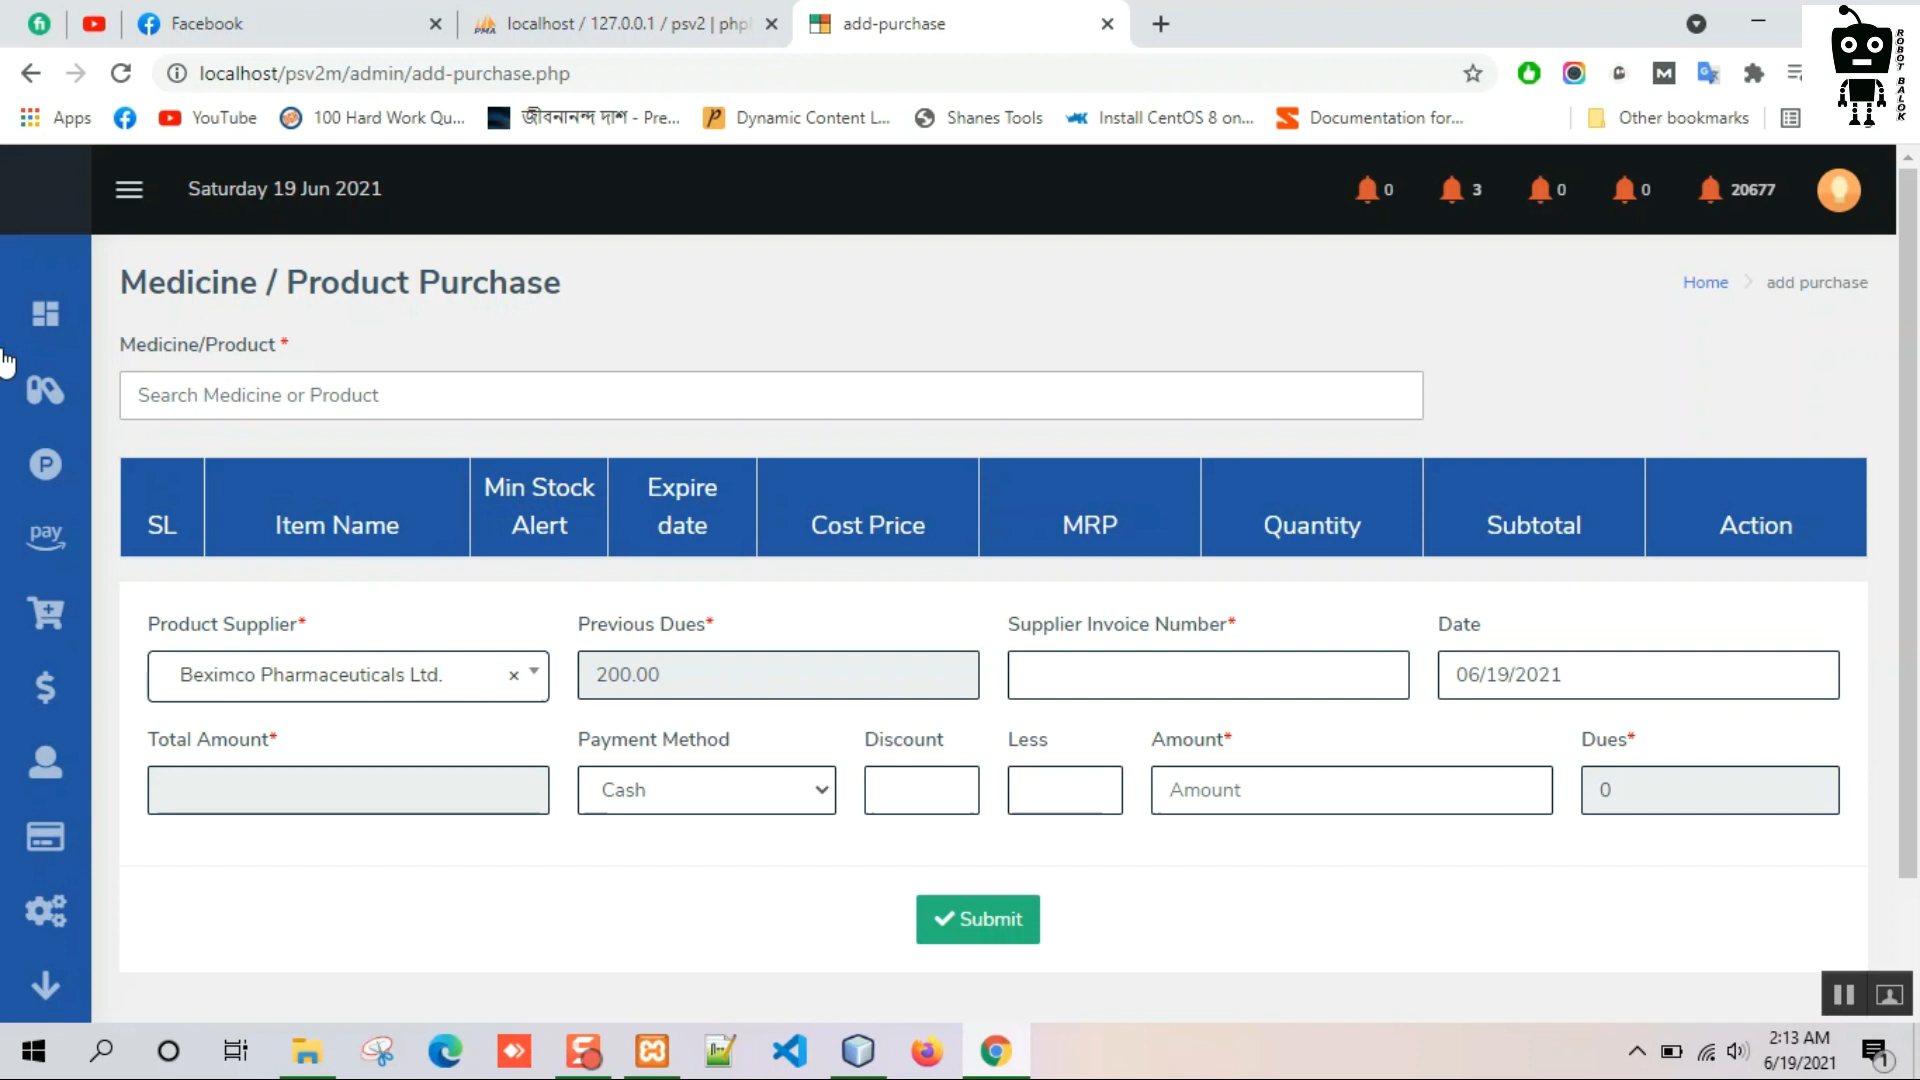 Facebook
PMA localhost / 127.0.0.1 / psv2 | php
add-purchase
localhost/psv2m/admin/add-purchase.php
ROBOT BALOK
Apps
YouTube
100 Hard Work Qu...
জীবনানন্দ দাশ - Pre...
Dynamic Content L...
Shanes Tools
Install CentOS 8 on...
Documentation for...
Other bookmarks
Saturday 19 Jun 2021
0
3
0
0
20677
Medicine / Product Purchase
Home
add purchase
Medicine/Product *
Search Medicine or Product
SL
Item Name
Min Stock Alert
Expire date
Cost Price
MRP
Quantity
Subtotal
Action
pay
Product Supplier*
Previous Dues*
Supplier Invoice Number*
Date
Beximco Pharmaceuticals Ltd. ×
200.00
06/19/2021
Total Amount*
Payment Method
Discount
Less
Amount*
Dues*
Cash
Amount
0
Submit
2:13 AM
6/19/2021
1